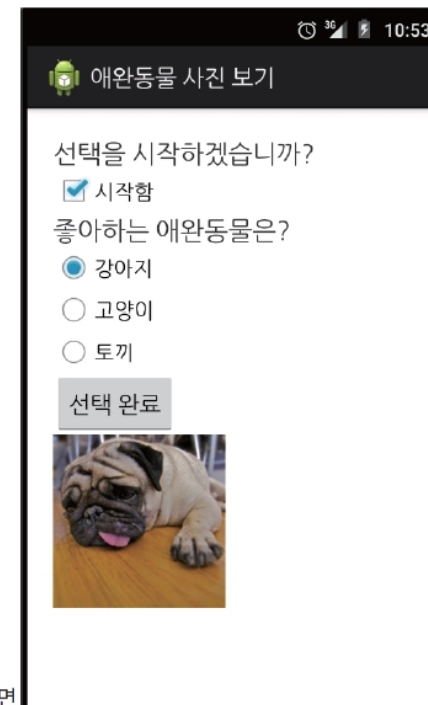 3G 10:53
애완동물 사진 보기
선택을 시작하겠습니까?
시작함
좋아하는 애완동물은?
강아지
고양이
토끼
선택 완료
면